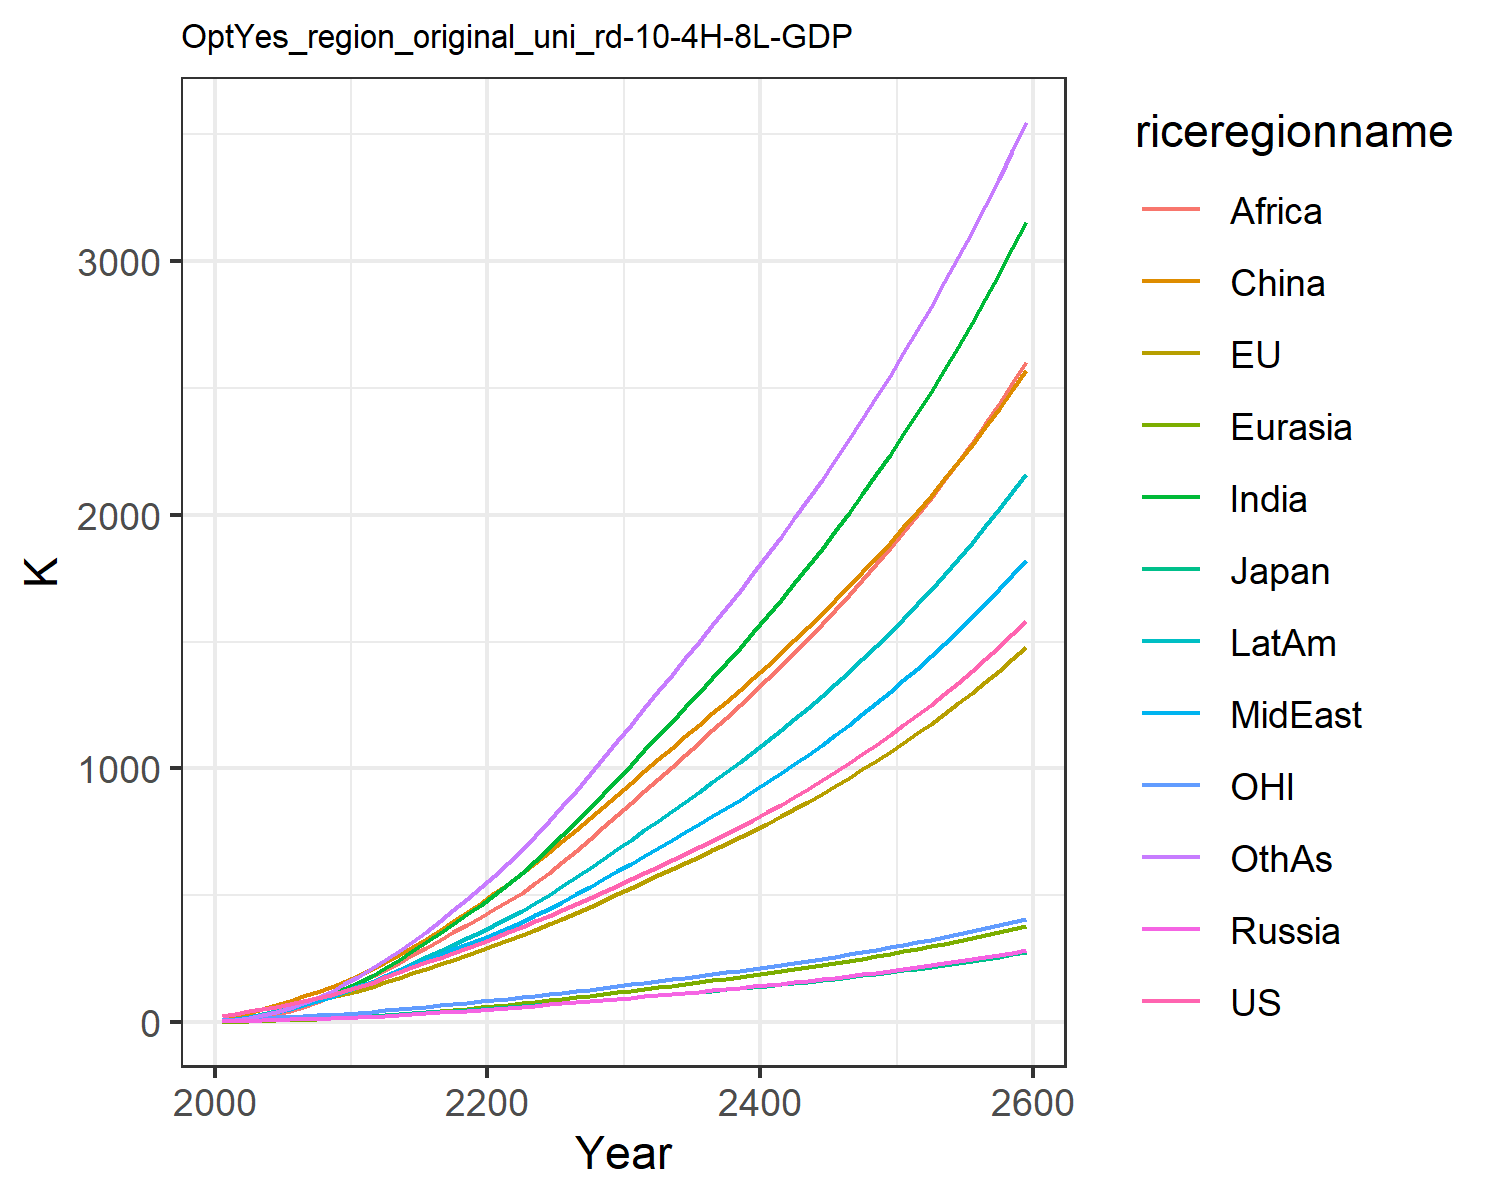 OptYes_region_original_uni_rd-10-4H-8L-GDP
3000
2000
1000
0
K
2000 2200 2400 2600
Year
riceregionname
Africa
China
EU
Eurasia
India
Japan
LatAm
MidEast
OHI
OthAs
Russia
US